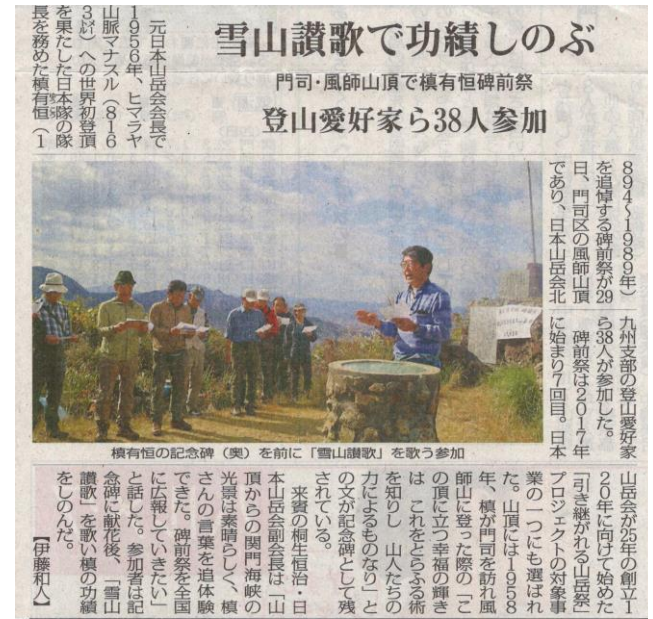 雪山讃歌で功績しのぶ
門司・風師山頂で槙有恒碑前祭
登山愛好家ら38人参加
元日本山岳会会長で
1956年、ヒマラヤ
山脈マナスル(816
3㍍)への世界初登頂
を果たした日本隊の隊
長を務めた槙有恒(1
894〜1989年)
を追悼する碑前祭が29
日、門司区の風師山頂
であり、日本山岳会北
九州支部の登山愛好家
ら38人が参加した。
碑前祭は2017年
に始まり7回目。日本
槙有恒の記念碑(奥)を前に「雪山讃歌」を歌う参加
山岳会が25年の創立1
20年に向けて始めた
「引き継がれる山岳祭」
プロジェクトの対象事
業の一つにも選ばれ
た。山頂には1958
年、槙が門司を訪れ風
師山に登った際の「こ
の頂に立つ幸福の輝き
は これをとらふる術
を知りし 山人たちの
力によるものなり」と
の文が記念碑として残
されている。
来賓の桐生恒治・日
本山岳会副会長は「山
頂からの関門海峡の
光景は素晴らしく、槙
さんの言葉を追体験
できた。碑前祭を全国
に広報していきたい」
と話した。参加者は記
念碑に献花後、「雪山
讃歌」を歌い槙の功績
をしのんだ。
【伊藤和人】